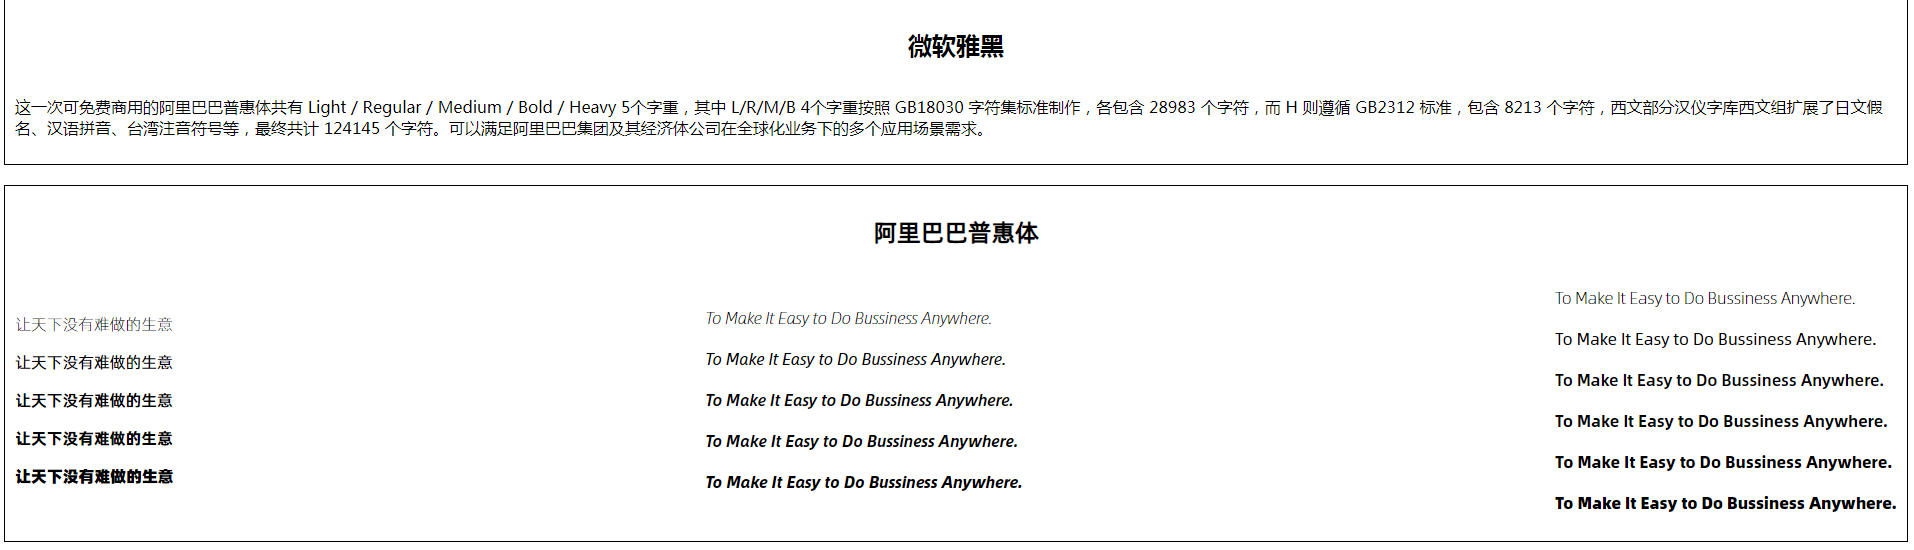 微软雅黑
这一次可免费商用的阿里巴巴普惠体共有 Light / Regular / Medium / Bold / Heavy 5个字重，其中 L/R/M/B 4个字重按照 GB18030 字符集标准制作，各包含 28983 个字符，而 H 则遵循 GB2312 标准，包含 8213 个字符，西文部分汉仪字库西文组扩展了日文假
名、汉语拼音、台湾注音符号等，最终共计 124145 个字符。可以满足阿里巴巴集团及其经济体公司在全球化业务下的多个应用场景需求。
阿里巴巴普惠体
让天下没有难做的生意
让天下没有难做的生意
让天下没有难做的生意
让天下没有难做的生意
让天下没有难做的生意
To Make It Easy to Do Bussiness Anywhere.
To Make It Easy to Do Bussiness Anywhere.
To Make It Easy to Do Bussiness Anywhere.
To Make It Easy to Do Bussiness Anywhere.
To Make It Easy to Do Bussiness Anywhere.
To Make It Easy to Do Bussiness Anywhere.
To Make It Easy to Do Bussiness Anywhere.
To Make It Easy to Do Bussiness Anywhere.
To Make It Easy to Do Bussiness Anywhere.
To Make It Easy to Do Bussiness Anywhere.
To Make It Easy to Do Bussiness Anywhere.